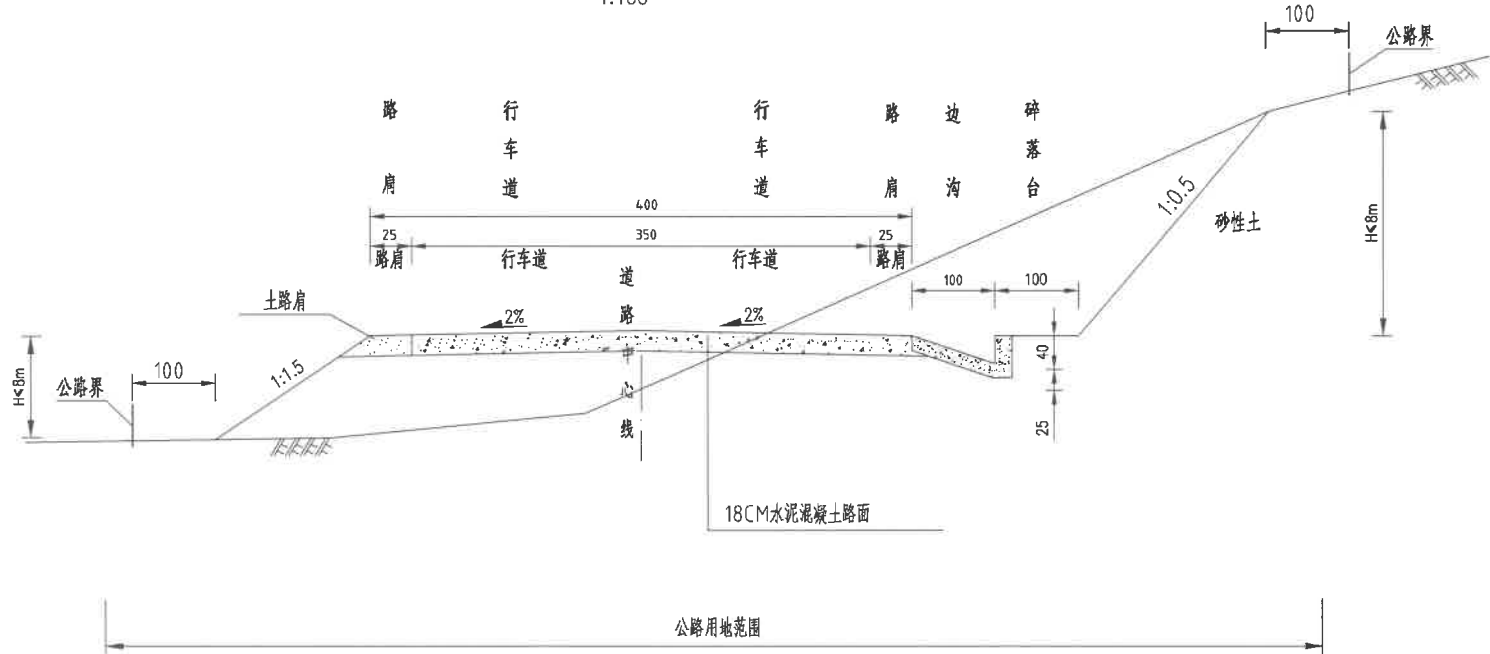 100
公路界
路肩
行车道
行车道
路肩
边沟
碎落台
400
25
350
25
路肩
行车道
行车道
路肩
道路中心线
1:0.5
砂性土
H≤8m
100
100
土路肩
2%
2%
40
25
H≤8m
公路界
100
1:1.5
18CM水泥混凝土路面
公路用地范围